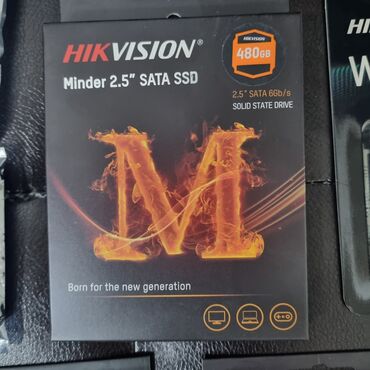 HIKVISION®
Minder 2.5" SATA SSD
HIKVISION
480GB
2.5" SATA 6Gb/s
SOLID STATE DRIVE
M
Born for the new generation
W